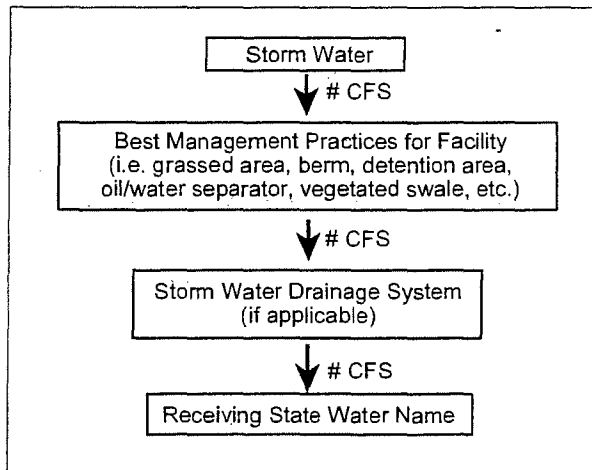 Storm Water
# CFS
Best Management Practices for Facility
(i.e. grassed area, berm, detention area,
oil/water separator, vegetated swale, etc.)
# CFS
Storm Water Drainage System
(if applicable)
# CFS
Receiving State Water Name